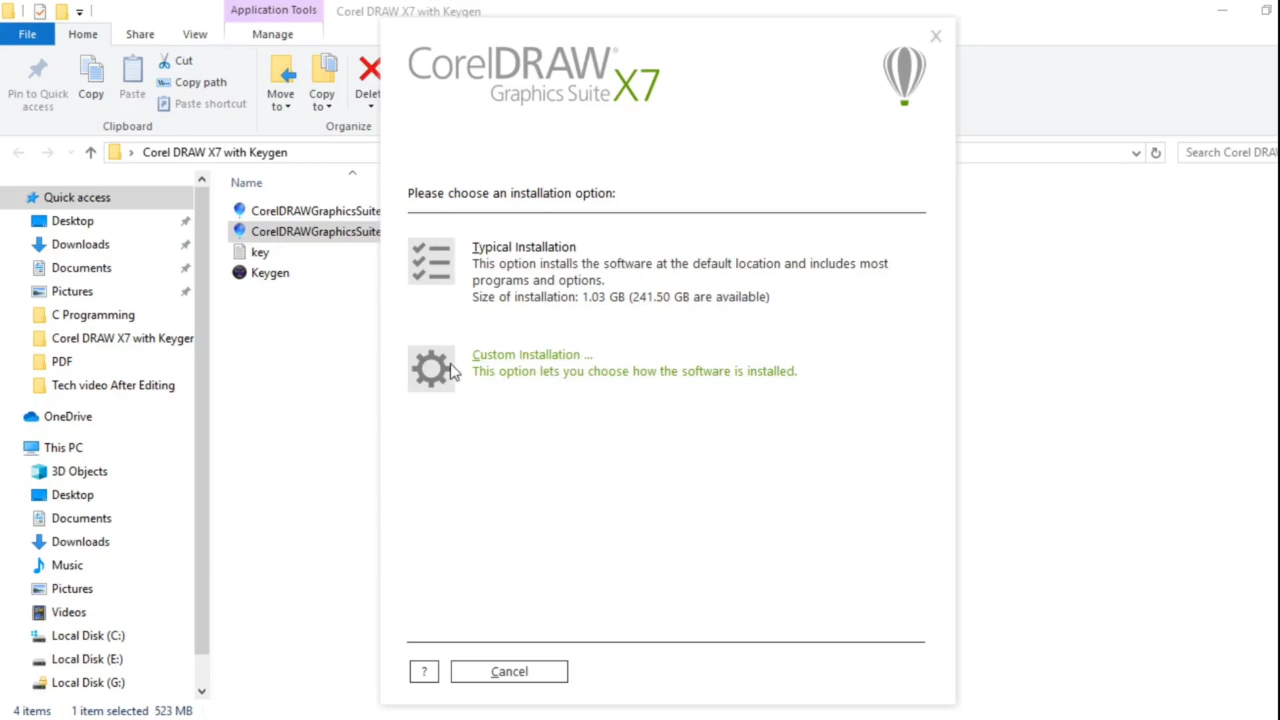 Application Tools
Corel DRAW X7 with Keygen
File
Home
Share
View
Manage
Pin to Quick access
Copy
Paste
Cut
Copy path
Paste shortcut
Move to
Copy to
Delet
Clipboard
Organize
Corel DRAW X7 with Keygen
Search Corel DRA
Quick access
Desktop
Downloads
Documents
Pictures
C Programming
Corel DRAW X7 with Keyger
PDF
Tech video After Editing
OneDrive
This PC
3D Objects
Desktop
Documents
Downloads
Music
Pictures
Videos
Local Disk (C:)
Local Disk (E:)
Local Disk (G:)
Name
CorelDRAWGraphicsSuite
CorelDRAWGraphicsSuite
key
Keygen
CorelDRAW®
Graphics Suite X7
Please choose an installation option:
Typical Installation
This option installs the software at the default location and includes most
programs and options.
Size of installation: 1.03 GB (241.50 GB are available)
Custom Installation ...
This option lets you choose how the software is installed.
?
Cancel
4 items
1 item selected 523 MB